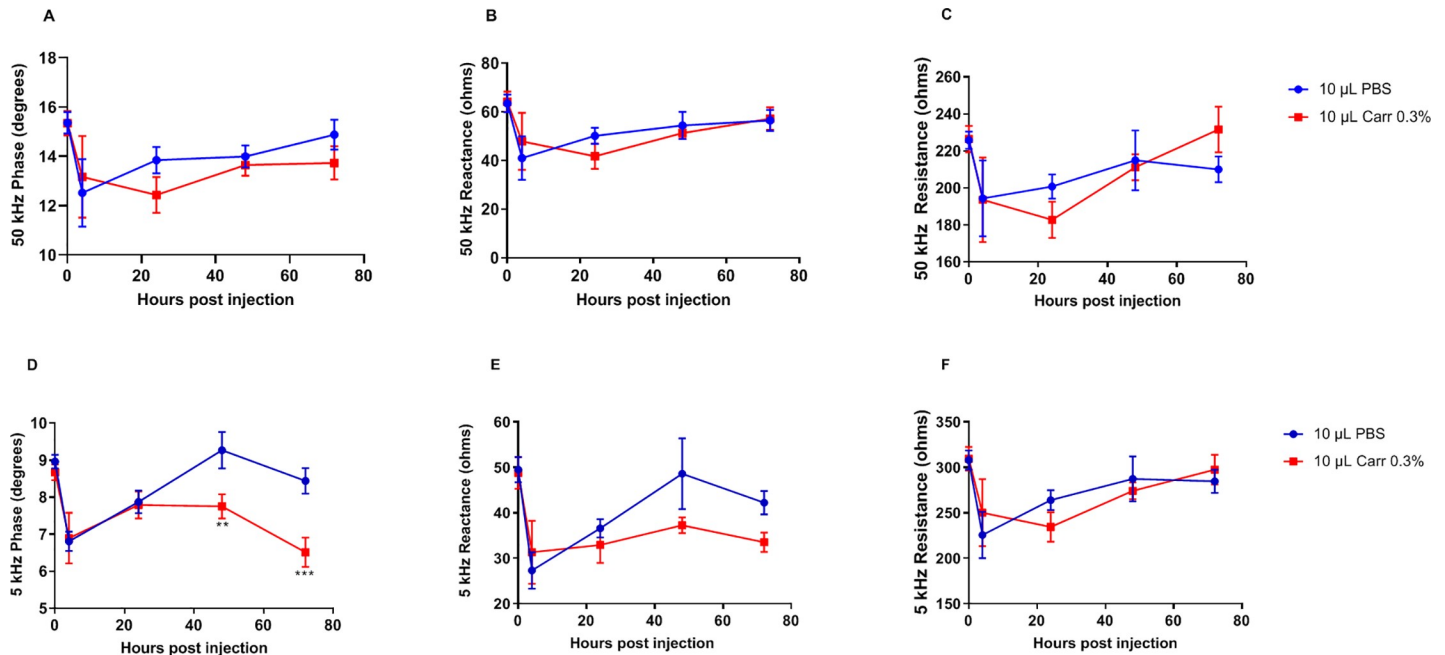 A
50 kHz Phase (degrees)
18
16
14
12
10
0
20
40
60
80
Hours post injection
B
50 kHz Reactance (ohms)
80
60
40
20
0
0
20
40
60
80
Hours post injection
C
50 kHz Resistance (ohms)
260
240
220
200
180
160
0
20
40
60
80
Hours post injection
10 µL PBS
10 µL Carr 0.3%
D
5 kHz Phase (degrees)
10
9
8
7
6
5
**
***
0
20
40
60
80
Hours post injection
E
5 kHz Reactance (ohms)
60
50
40
30
20
0
20
40
60
80
Hours post injection
F
5 kHz Resistance (ohms)
350
300
250
200
150
0
20
40
60
80
Hours post injection
10 µL PBS
10 µL Carr 0.3%